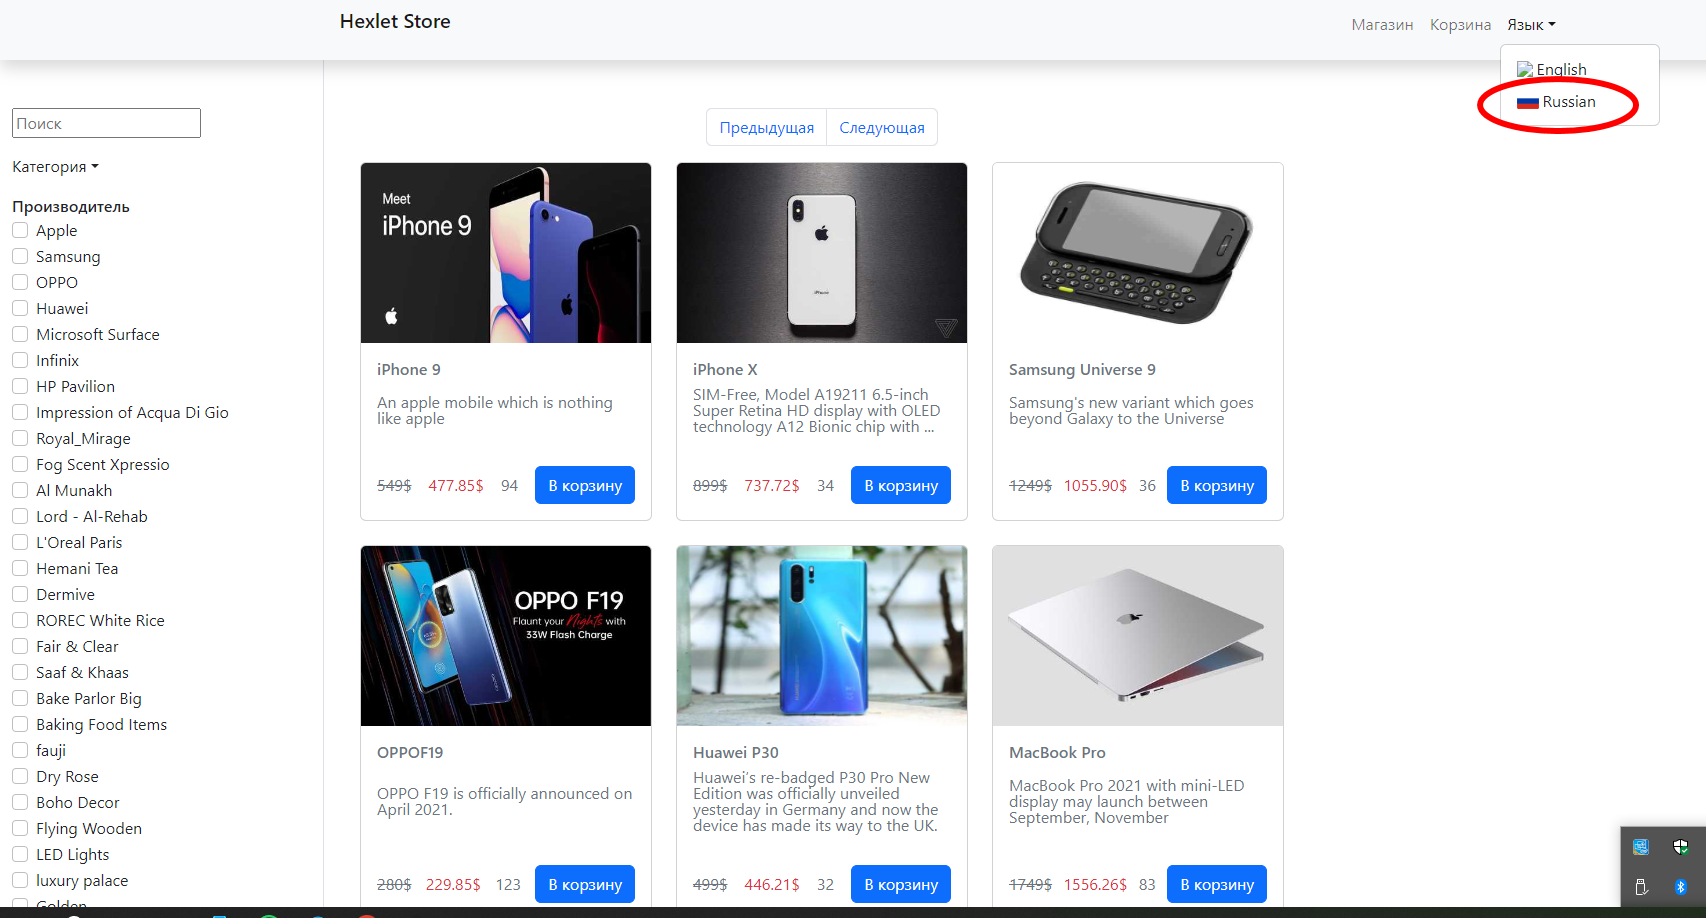 Hexlet Store
Магазин Корзина Язык
English
Russian
Поиск
Категория
Производитель
Apple
Samsung
OPPO
Huawei
Microsoft Surface
Infinix
HP Pavilion
Impression of Acqua Di Gio
Royal_Mirage
Fog Scent Xpressio
Al Munakh
Lord - Al-Rehab
L'Oreal Paris
Hemani Tea
Dermive
ROREC White Rice
Fair & Clear
Saaf & Khaas
Bake Parlor Big
Baking Food Items
fauji
Dry Rose
Boho Decor
Flying Wooden
LED Lights
luxury palace
Golden
Предыдущая Следующая
Meet
iPhone 9
iPhone 9
An apple mobile which is nothing
like apple
549$ 477.85$ 94 В корзину
iPhone
iPhone X
SIM-Free, Model A19211 6.5-inch
Super Retina HD display with OLED
technology A12 Bionic chip with ...
899$ 737.72$ 34 В корзину
Samsung Universe 9
Samsung's new variant which goes
beyond Galaxy to the Universe
1249$ 1055.90$ 36 В корзину
OPPO F19
Flaunt your Nights with
33W Flash Charge
OPPOF19
OPPO F19 is officially announced on
April 2021.
280$ 229.85$ 123 В корзину
Huawei P30
Huawei’s re-badged P30 Pro New
Edition was officially unveiled
yesterday in Germany and now the
device has made its way to the UK.
499$ 446.21$ 32 В корзину
MacBook Pro
MacBook Pro 2021 with mini-LED
display may launch between
September, November
1749$ 1556.26$ 83 В корзину